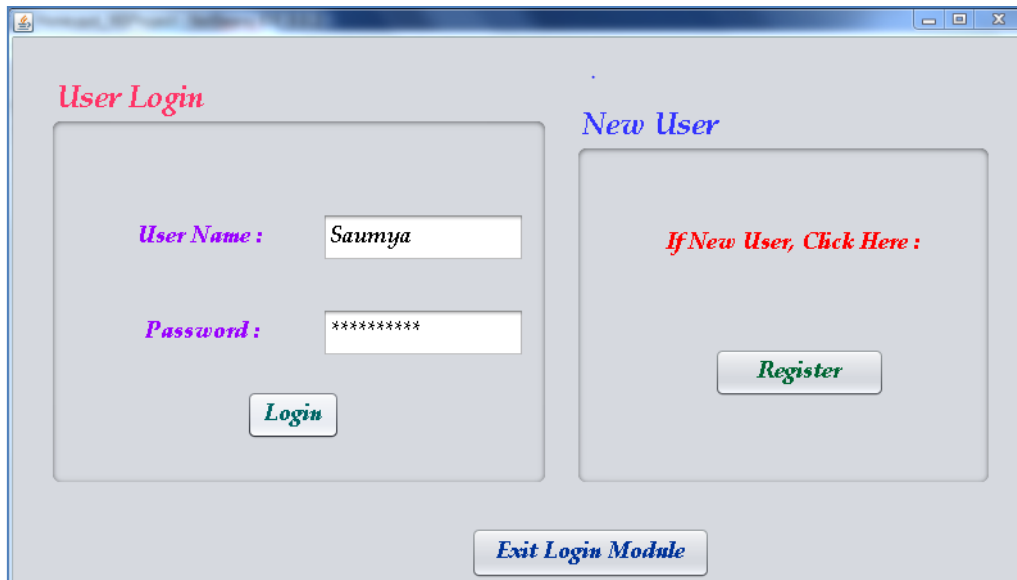 User Login
User Name :
Saumya
Password :
**********
Login
New User
If New User, Click Here :
Register
Exit Login Module